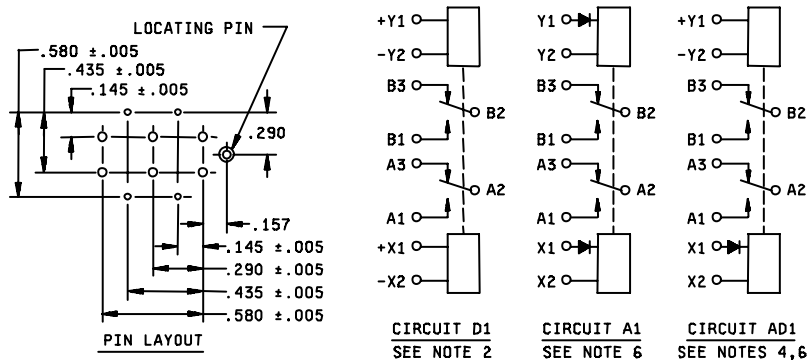 LOCATING PIN
.580 ±.005
.435 ±.005
.145 ±.005
.290
.157
.145 ±.005
.290 ±.005
.435 ±.005
.580 ±.005
PIN LAYOUT
+Y1
-Y2
B3
B2
B1
A3
A2
A1
+X1
-X2
CIRCUIT D1
SEE NOTE 2
Y1
Y2
B3
B2
B1
A3
A2
A1
X1
X2
CIRCUIT A1
SEE NOTE 6
+Y1
-Y2
B3
B2
B1
A3
A2
A1
X1
X2
CIRCUIT AD1
SEE NOTES 4,6